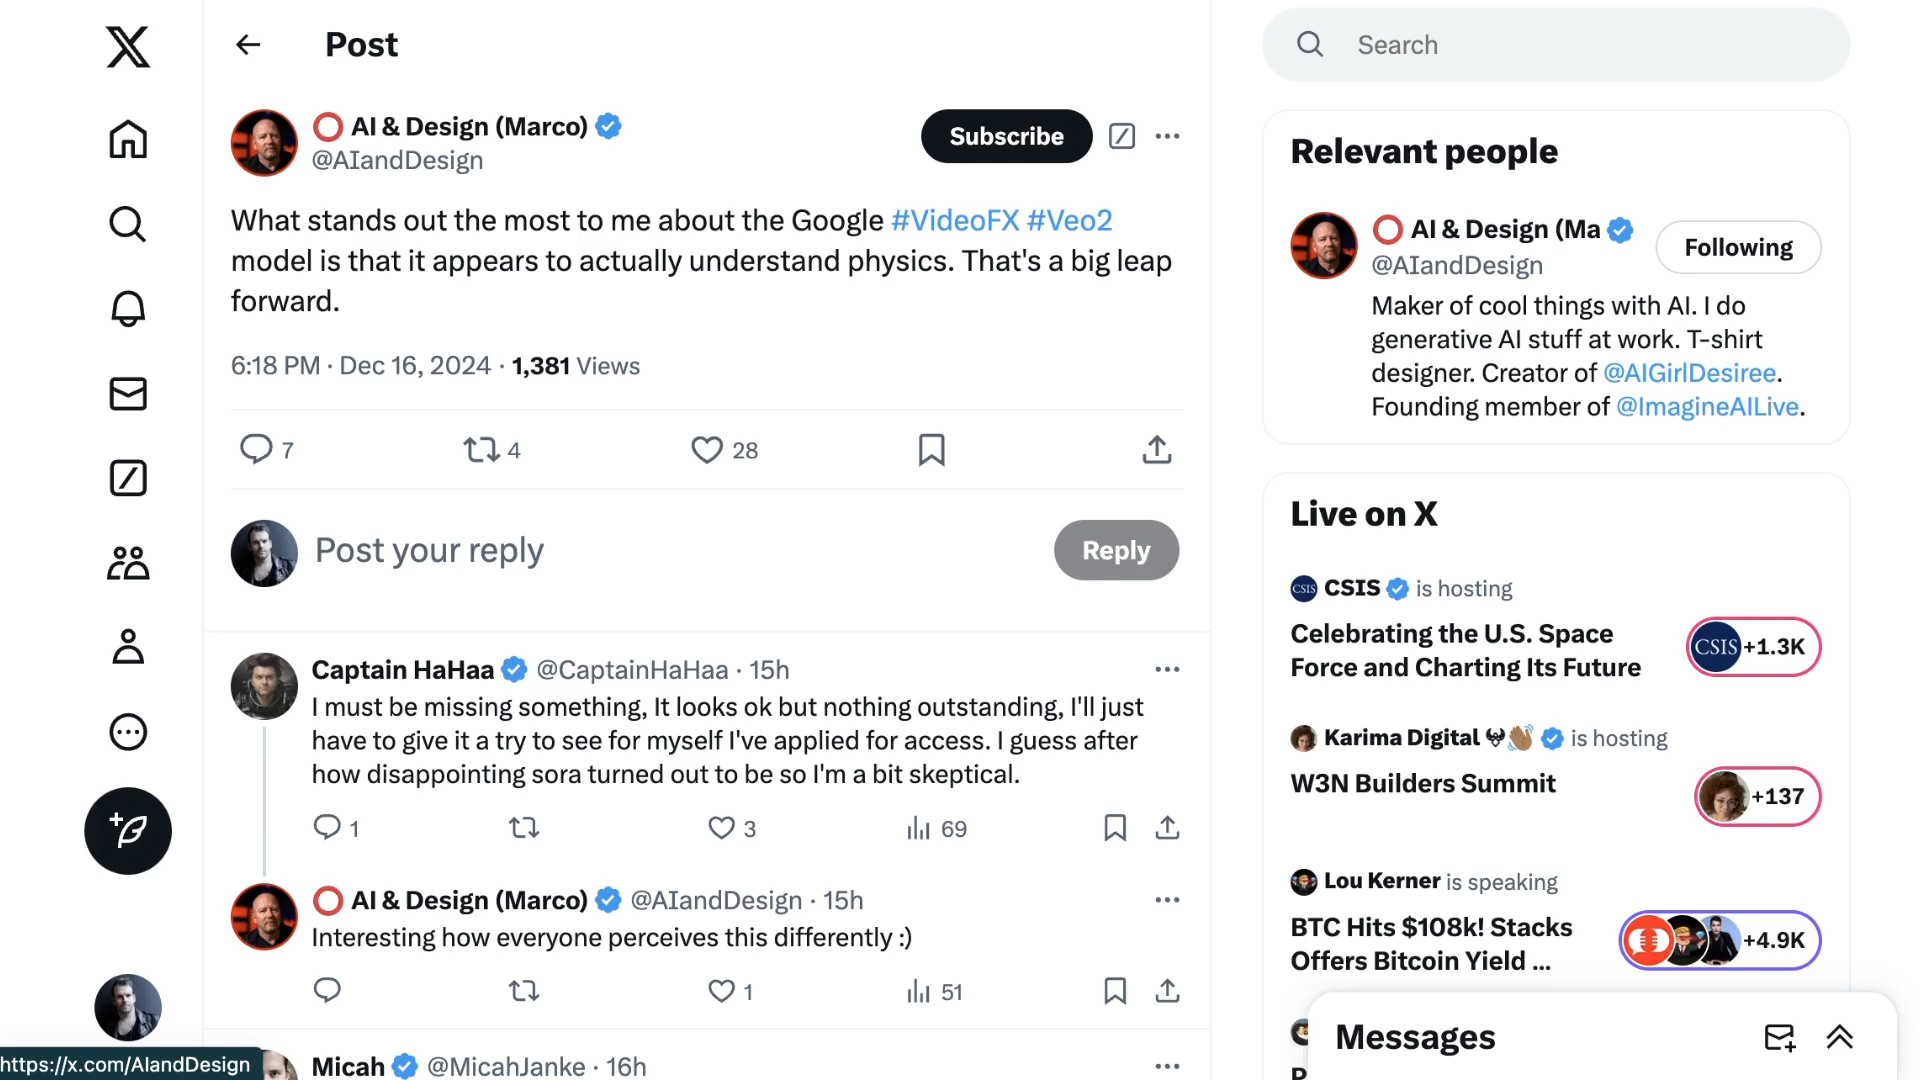 Post
Search
AI & Design (Marco)
@AIandDesign
Subscribe
What stands out the most to me about the Google #VideoFX #Veo2
model is that it appears to actually understand physics. That's a big leap
forward.
6:18 PM · Dec 16, 2024 · 1,381 Views
7
4
28
Post your reply
Reply
Captain HaHaa @CaptainHaHaa · 15h
I must be missing something, It looks ok but nothing outstanding, I'll just
have to give it a try to see for myself I've applied for access. I guess after
how disappointing sora turned out to be so I'm a bit skeptical.
1
3
69
AI & Design (Marco) @AIandDesign · 15h
Interesting how everyone perceives this differently :)
1
51
Micah @MicahJanke · 16h
https://x.com/AIandDesign
Relevant people
AI & Design (Ma
@AIandDesign
Following
Maker of cool things with AI. I do
generative AI stuff at work. T-shirt
designer. Creator of @AIGirlDesiree.
Founding member of @ImagineAILive.
Live on X
CSIS CSIS is hosting
Celebrating the U.S. Space
Force and Charting Its Future
CSIS +1.3K
Karima Digital is hosting
W3N Builders Summit
+137
Lou Kerner is speaking
BTC Hits $108k! Stacks
Offers Bitcoin Yield ...
+4.9K
Messages